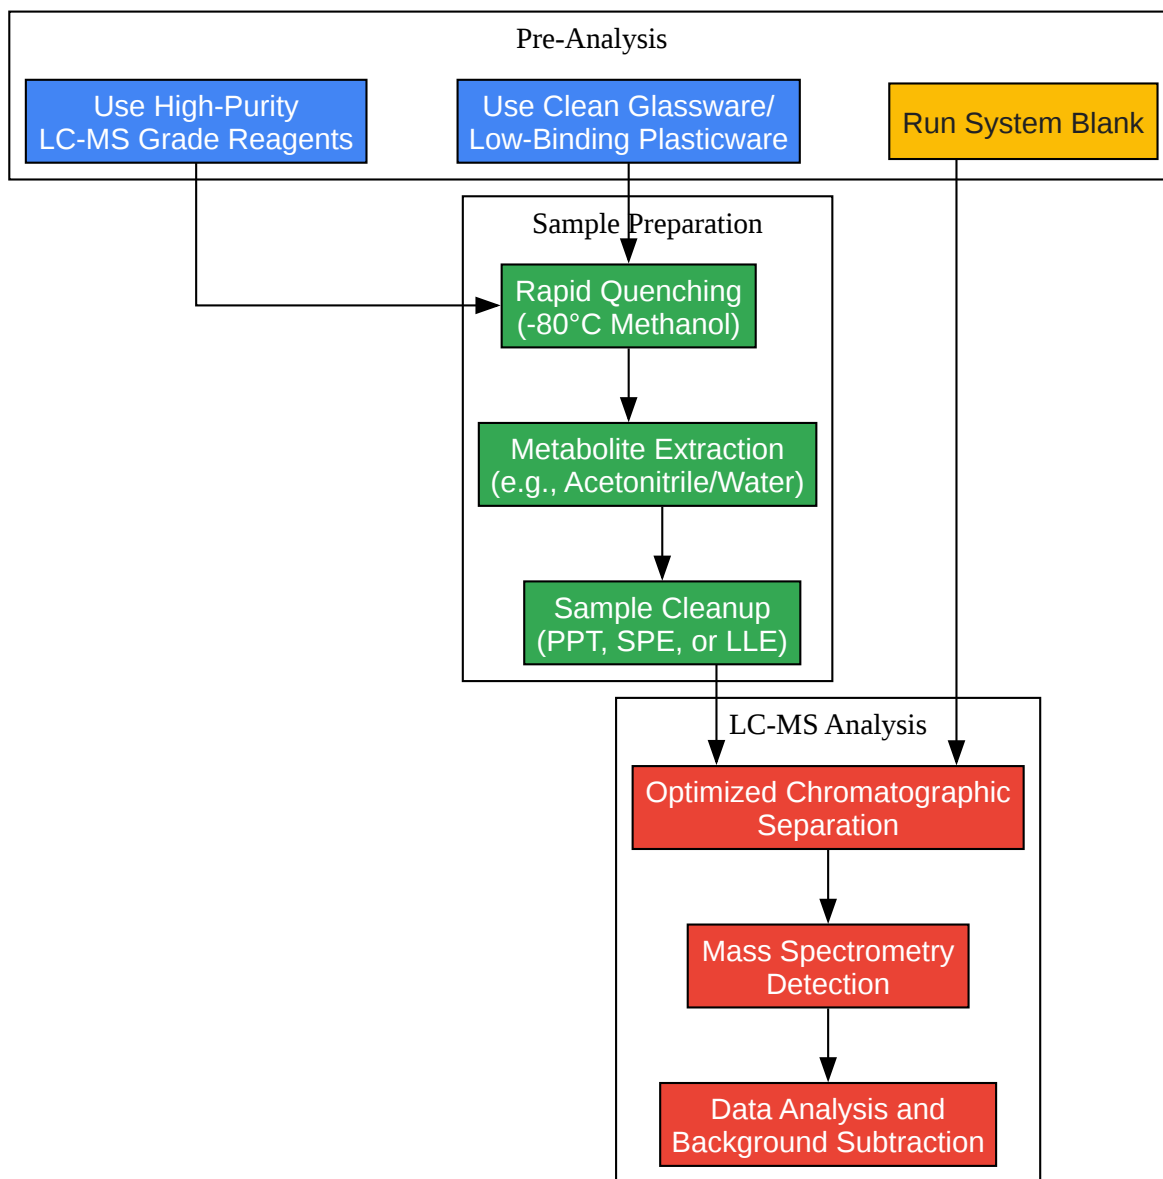 Pre-Analysis
Use High-Purity
LC-MS Grade Reagents
Use Clean Glassware/
Low-Binding Plasticware
Run System Blank
Sample Preparation
Rapid Quenching
(-80°C Methanol)
Metabolite Extraction
(e.g., Acetonitrile/Water)
Sample Cleanup
(PPT, SPE, or LLE)
LC-MS Analysis
Optimized Chromatographic
Separation
Mass Spectrometry
Detection
Data Analysis and
Background Subtraction